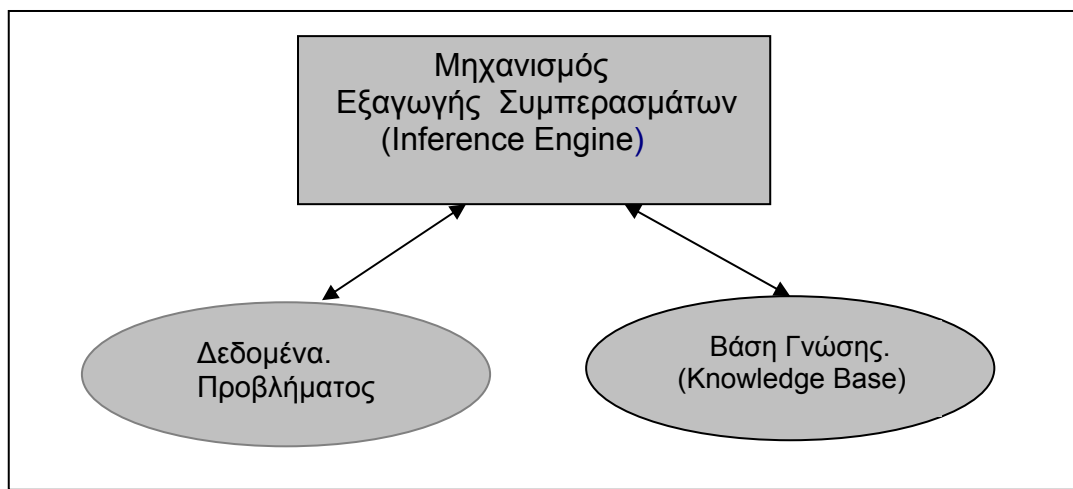 Μηχανισμός
Εξαγωγής Συμπερασμάτων
(Inference Engine)
Δεδομένα.
Προβλήματος
Βάση Γνώσης.
(Knowledge Base)